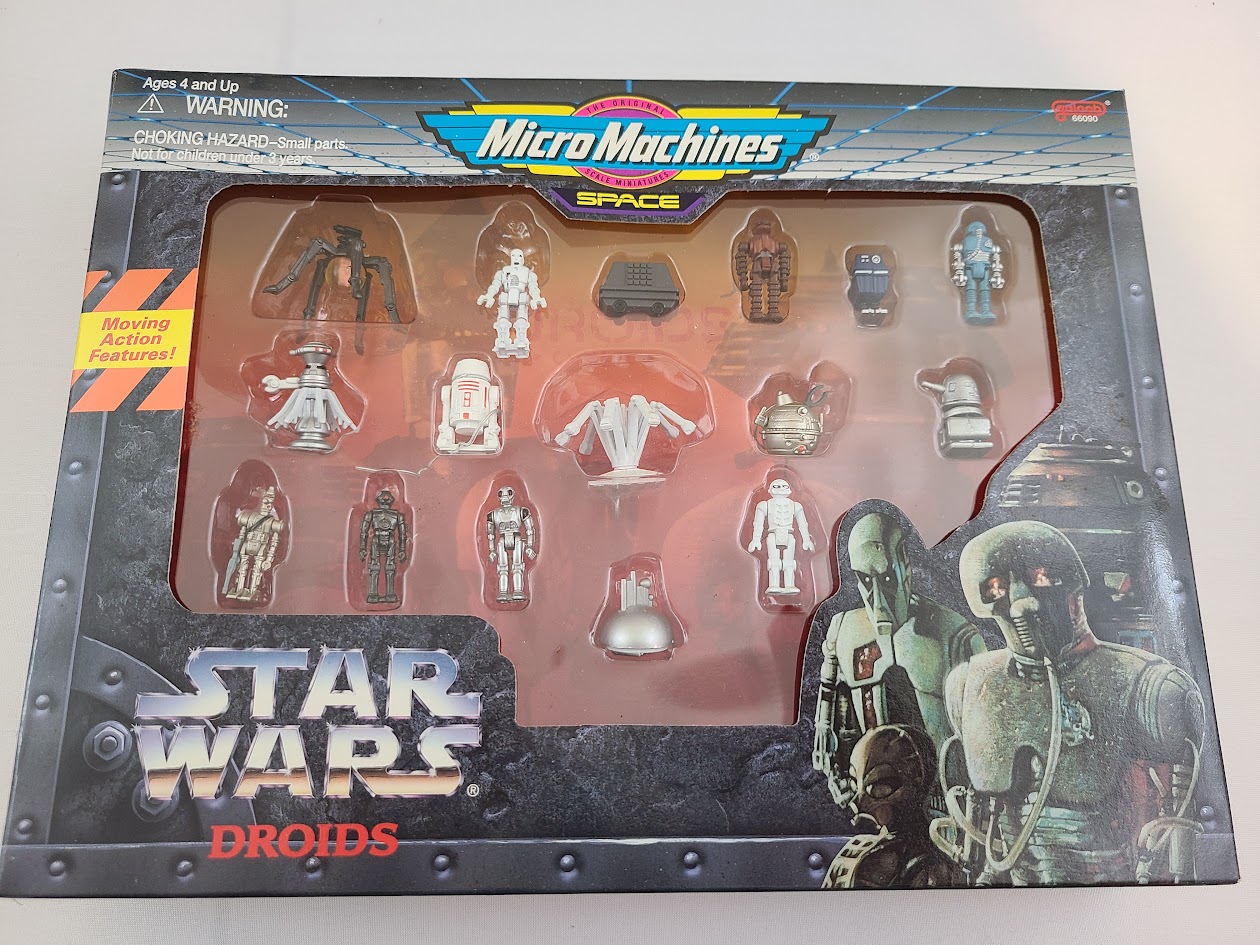 Ages 4 and Up
WARNING:
CHOKING HAZARD–Small parts.
Not for children under 3 years.
THE ORIGINAL
Micro Machines
®
SCALE MINIATURES
SPACE
galoob®
66090
Moving
Action
Features!
STAR
WARS®
DROIDS